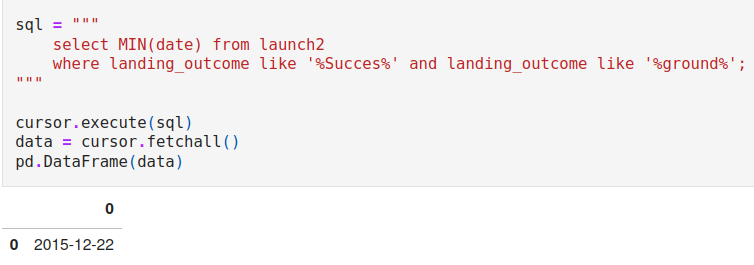 sql = """
    select MIN(date) from launch2
    where landing_outcome like '%Succes%' and landing_outcome like '%ground%';
"""
cursor.execute(sql)
data = cursor.fetchall()
pd.DataFrame(data)
0
0 2015-12-22